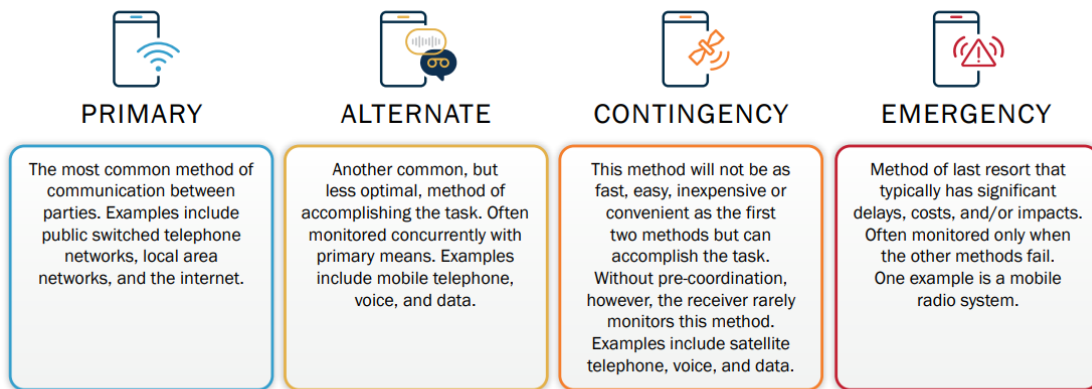 PRIMARY
The most common method of
communication between
parties. Examples include
public switched telephone
networks, local area
networks, and the internet.
ALTERNATE
Another common, but
less optimal, method of
accomplishing the task. Often
monitored concurrently with
primary means. Examples
include mobile telephone,
voice, and data.
CONTINGENCY
This method will not be as
fast, easy, inexpensive or
convenient as the first
two methods but can
accomplish the task.
Without pre-coordination,
however, the receiver rarely
monitors this method.
Examples include satellite
telephone, voice, and data.
EMERGENCY
Method of last resort that
typically has significant
delays, costs, and/or impacts.
Often monitored only when
the other methods fail.
One example is a mobile
radio system.